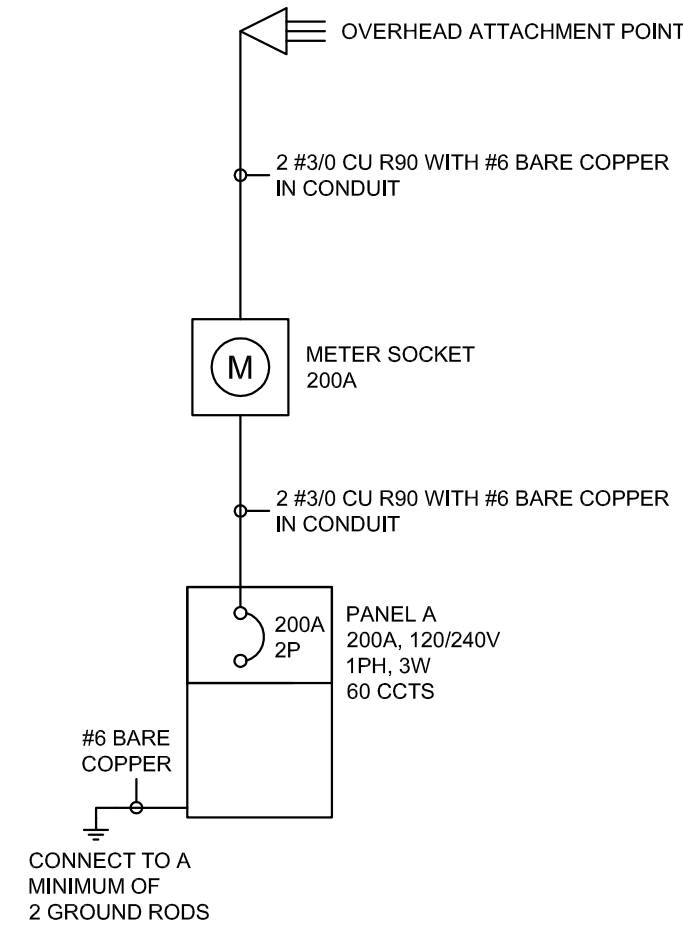 OVERHEAD ATTACHMENT POINT
2 #3/0 CU R90 WITH #6 BARE COPPER
IN CONDUIT
M
METER SOCKET
200A
2 #3/0 CU R90 WITH #6 BARE COPPER
IN CONDUIT
200A
2P
PANEL A
200A, 120/240V
1PH, 3W
60 CCTS
#6 BARE
COPPER
CONNECT TO A
MINIMUM OF
2 GROUND RODS